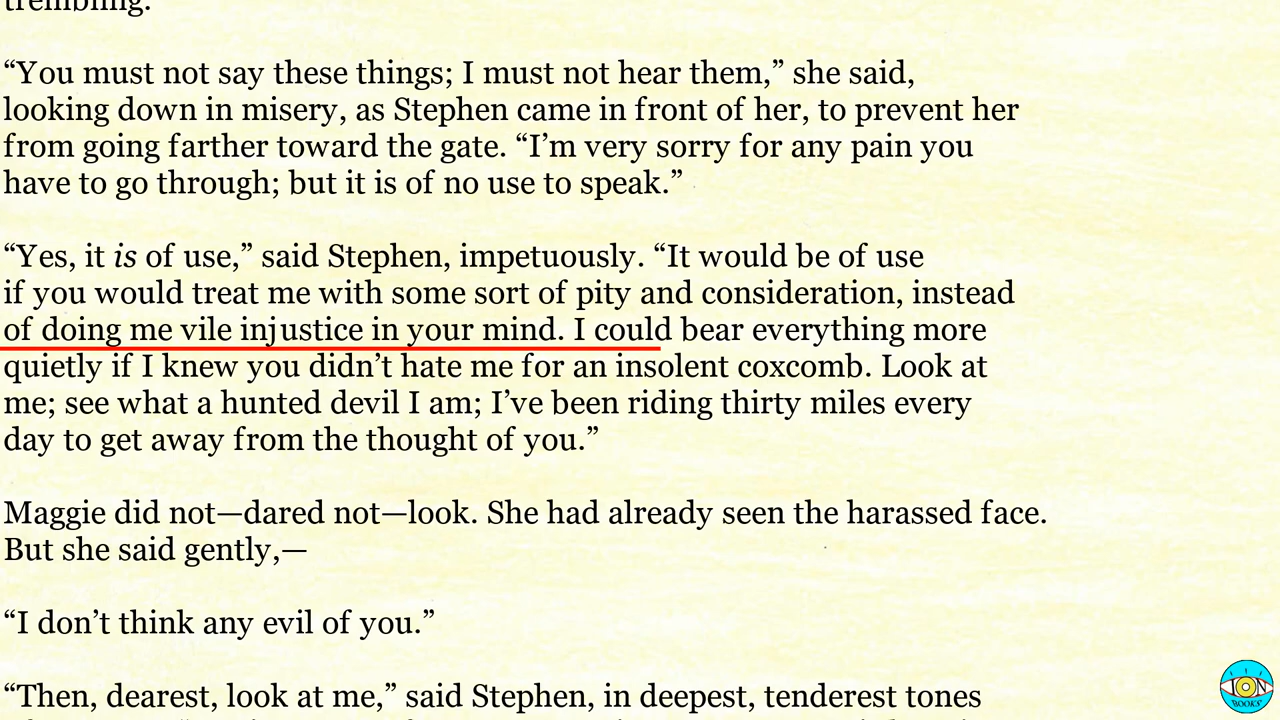 trembling.
“You must not say these things; I must not hear them,” she said,
looking down in misery, as Stephen came in front of her, to prevent her
from going farther toward the gate. “I’m very sorry for any pain you
have to go through; but it is of no use to speak.”
“Yes, it is of use,” said Stephen, impetuously. “It would be of use
if you would treat me with some sort of pity and consideration, instead
of doing me vile injustice in your mind. I could bear everything more
quietly if I knew you didn’t hate me for an insolent coxcomb. Look at
me; see what a hunted devil I am; I’ve been riding thirty miles every
day to get away from the thought of you.”
Maggie did not—dared not—look. She had already seen the harassed face.
But she said gently,—
“I don’t think any evil of you.”
“Then, dearest, look at me,” said Stephen, in deepest, tenderest tones
ION
BOOKS